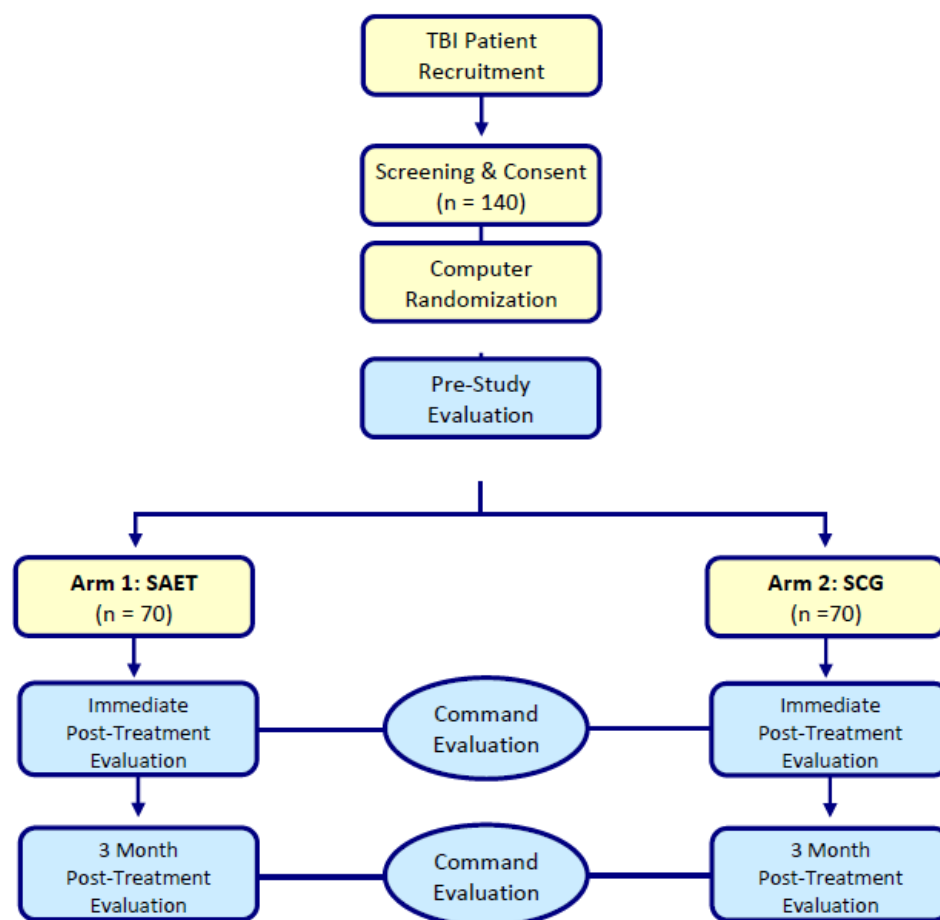 TBI Patient
Recruitment
Screening & Consent
(n = 140)
Computer
Randomization
Pre-Study
Evaluation
Arm 1: SAET
(n = 70)
Arm 2: SCG
(n =70)
Immediate
Post-Treatment
Evaluation
Command
Evaluation
Immediate
Post-Treatment
Evaluation
3 Month
Post-Treatment
Evaluation
Command
Evaluation
3 Month
Post-Treatment
Evaluation